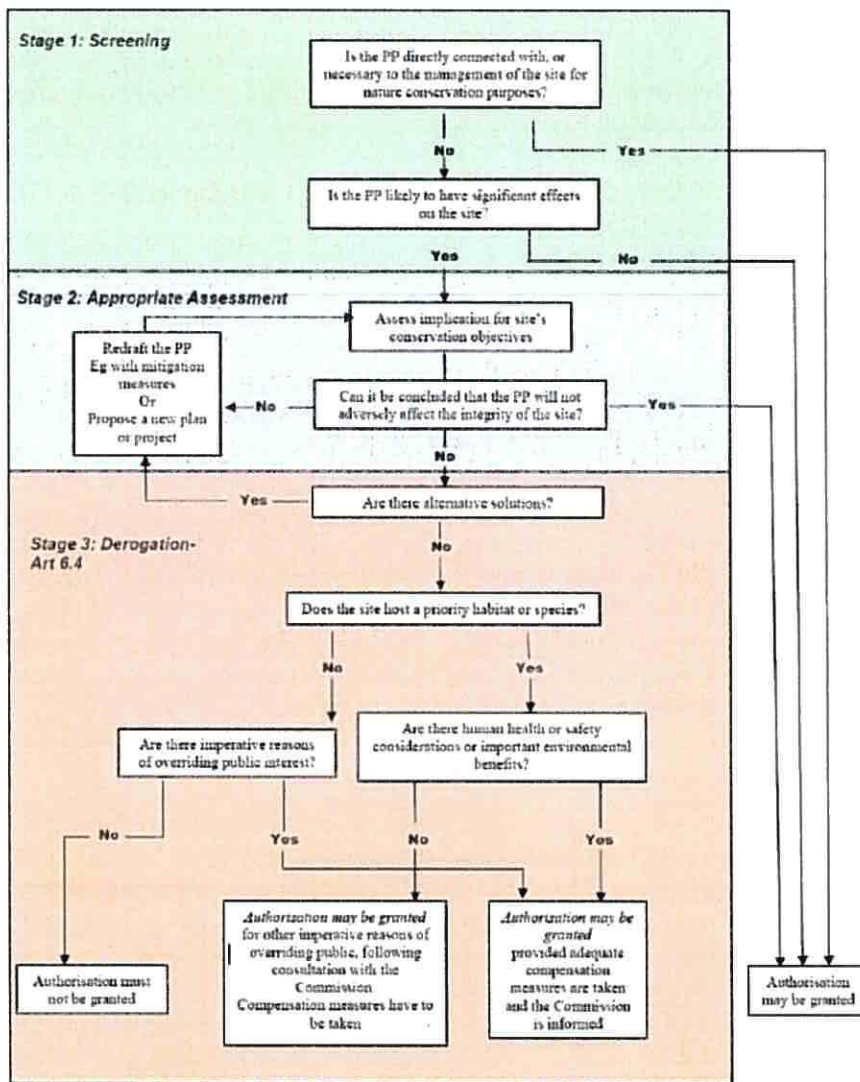 Stage 1: Screening
Is the PP directly connected with, or
necessary to the management of the site for
nature conservation purposes?
No
Yes
Is the PP likely to have significant effects
on the site?
Yes
No
Stage 2: Appropriate Assessment
Assess implication for site's
conservation objectives
Redraft the PP
Eg with mitigation
measures
Or
Propose a new plan
or project
No
Can it be concluded that the PP will not
adversely affect the integrity of the site?
Yes
No
Yes
Are there alternative solutions?
Stage 3: Derogation-
Art 6.4
No
Does the site host a priority habitat or species?
No
Yes
Are there imperative reasons
of overriding public interest?
Are there human health or safety
considerations or important environmental
benefits?
No
Yes
No
Yes
Authorisation must
not be granted
Authorisation may be granted
for other imperative reasons of
overriding public, following
consultation with the
Commission.
Compensation measures have to
be taken
Authorization may be
granted
provided adequate
compensation
measures are taken
and the Commission
is informed
Authorisation
may be granted